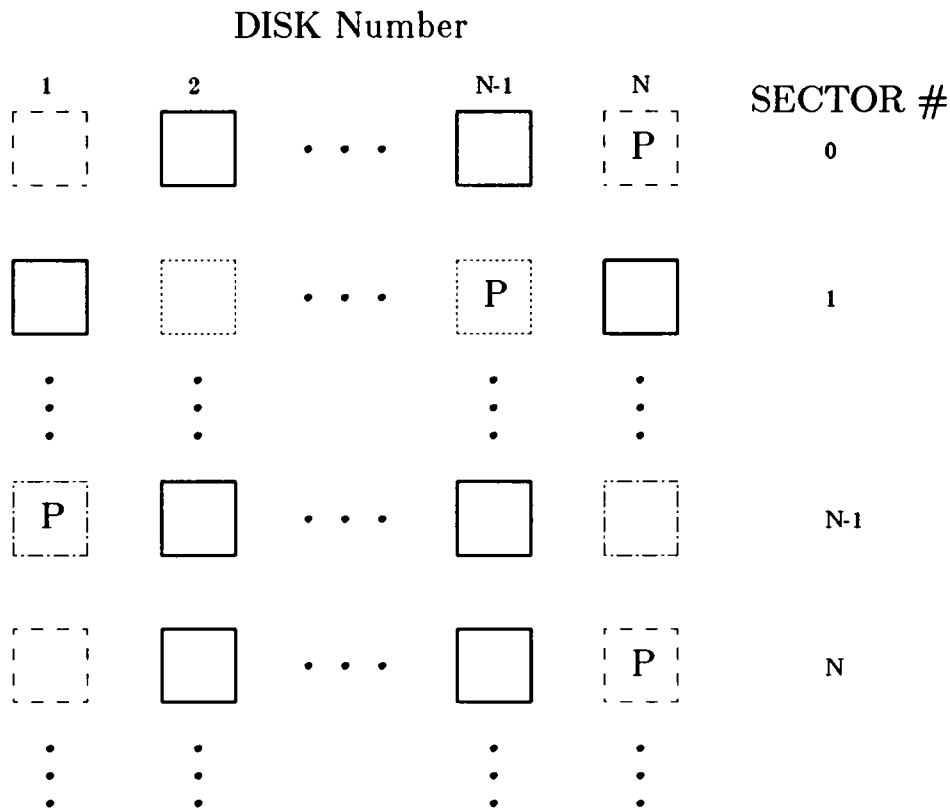 DISK Number
1 2 N-1 N SECTOR #
P 0
P 1
P N-1
P N